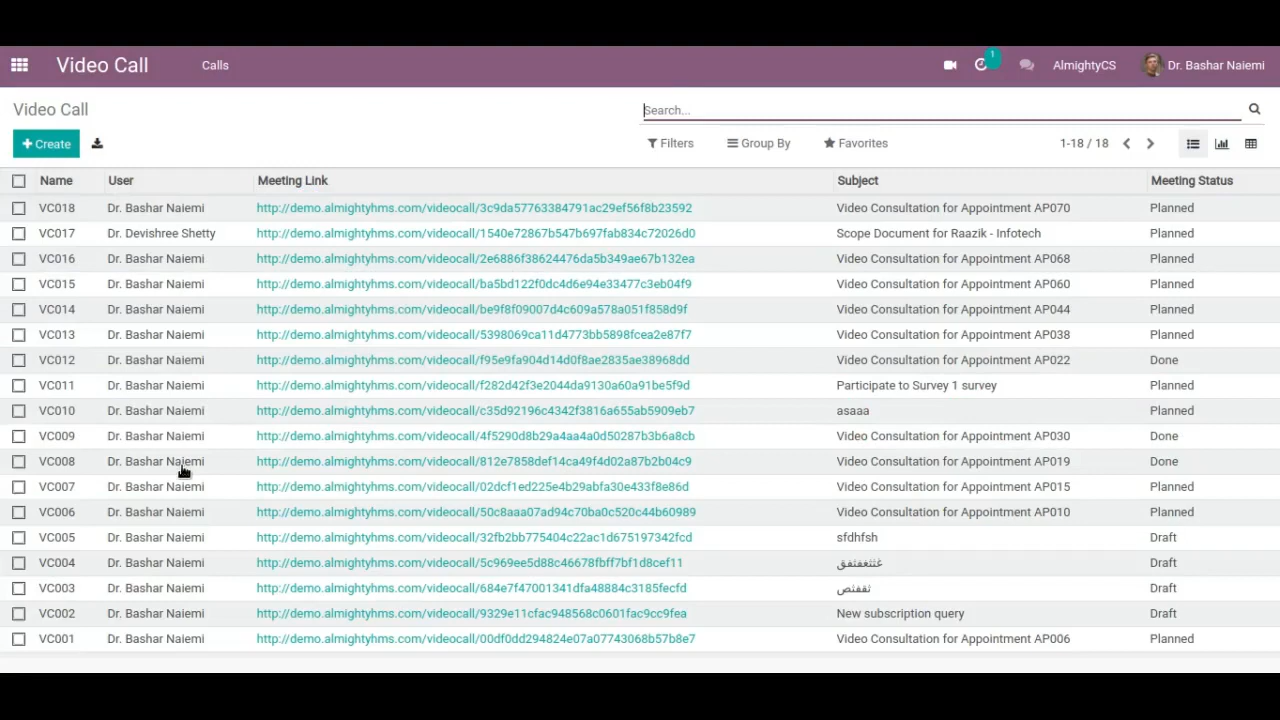 Video Call Calls 1 AlmightyCS Dr. Bashar Naiemi
Video Call Search...
+ Create Filters Group By Favorites 1-18 / 18
Name User Meeting Link Subject Meeting Status
VC018 Dr. Bashar Naiemi http://demo.almightyhms.com/videocall/3c9da57763384791ac29ef56f8b23592 Video Consultation for Appointment AP070 Planned
VC017 Dr. Devishree Shetty http://demo.almightyhms.com/videocall/1540e72867b547b697fab834c72026d0 Scope Document for Raazik - Infotech Planned
VC016 Dr. Bashar Naiemi http://demo.almightyhms.com/videocall/2e6886f38624476da5b349ae67b132ea Video Consultation for Appointment AP068 Planned
VC015 Dr. Bashar Naiemi http://demo.almightyhms.com/videocall/ba5bd122f0dc4d6e94e33477c3eb04f9 Video Consultation for Appointment AP060 Planned
VC014 Dr. Bashar Naiemi http://demo.almightyhms.com/videocall/be9f8f09007d4c609a578a051f858d9f Video Consultation for Appointment AP044 Planned
VC013 Dr. Bashar Naiemi http://demo.almightyhms.com/videocall/5398069ca11d4773bb5898fcea2e87f7 Video Consultation for Appointment AP038 Planned
VC012 Dr. Bashar Naiemi http://demo.almightyhms.com/videocall/f95e9fa904d14d0f8ae2835ae38968dd Video Consultation for Appointment AP022 Done
VC011 Dr. Bashar Naiemi http://demo.almightyhms.com/videocall/f282d42f3e2044da9130a60a91be5f9d Participate to Survey 1 survey Planned
VC010 Dr. Bashar Naiemi http://demo.almightyhms.com/videocall/c35d92196c4342f3816a655ab5909eb7 asaaa Planned
VC009 Dr. Bashar Naiemi http://demo.almightyhms.com/videocall/4f5290d8b29a4aa4a0d50287b3b6a8cb Video Consultation for Appointment AP030 Done
VC008 Dr. Bashar Naiemi http://demo.almightyhms.com/videocall/812e7858def14ca49f4d02a87b2b04c9 Video Consultation for Appointment AP019 Done
VC007 Dr. Bashar Naiemi http://demo.almightyhms.com/videocall/02dcf1ed225e4b29abfa30e433f8e86d Video Consultation for Appointment AP015 Planned
VC006 Dr. Bashar Naiemi http://demo.almightyhms.com/videocall/50c8aaa07ad94c70ba0c520c44b60989 Video Consultation for Appointment AP010 Planned
VC005 Dr. Bashar Naiemi http://demo.almightyhms.com/videocall/32fb2bb775404c22ac1d675197342fcd sfdhfsh Draft
VC004 Dr. Bashar Naiemi http://demo.almightyhms.com/videocall/5c969ee5d88c46678fbff7bf1d8cef11 Draft
VC003 Dr. Bashar Naiemi http://demo.almightyhms.com/videocall/684e7f47001341dfa48884c3185fecfd Draft
VC002 Dr. Bashar Naiemi http://demo.almightyhms.com/videocall/9329e11cfac948568c0601fac9cc9fea New subscription query Draft
VC001 Dr. Bashar Naiemi http://demo.almightyhms.com/videocall/00df0dd294824e07a07743068b57b8e7 Video Consultation for Appointment AP006 Planned